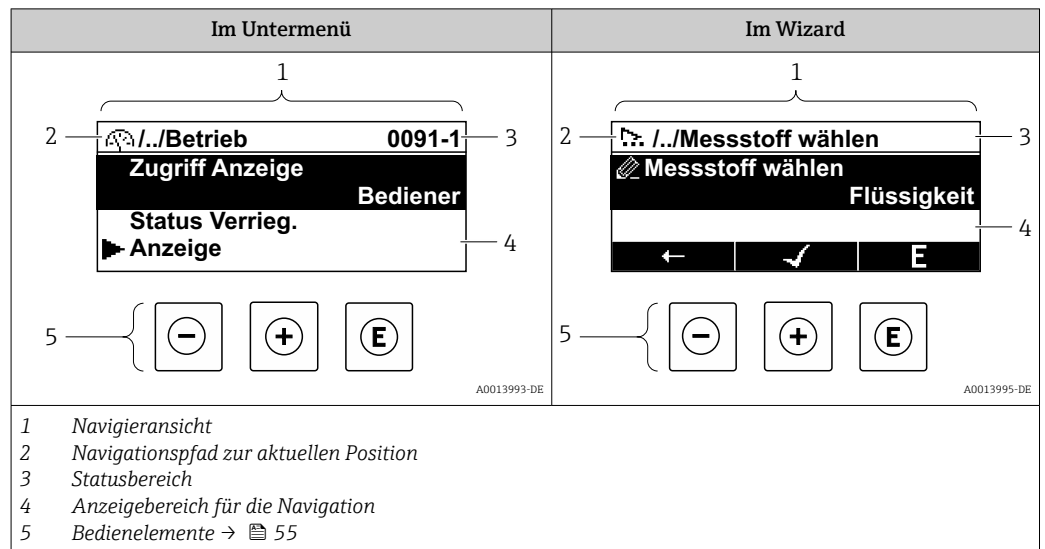 Im Untermenü
Im Wizard
1
2
/../Betrieb 0091-1
3
Zugriff Anzeige
Bediener
Status Verrieg.
Anzeige
4
5
- + E
A0013993-DE
1
2
/../Messstoff wählen
3
Messstoff wählen
Flüssigkeit
4
← ✓ E
5
- + E
A0013995-DE
1 Navigieransicht
2 Navigationspfad zur aktuellen Position
3 Statusbereich
4 Anzeigebereich für die Navigation
5 Bedienelemente → 55